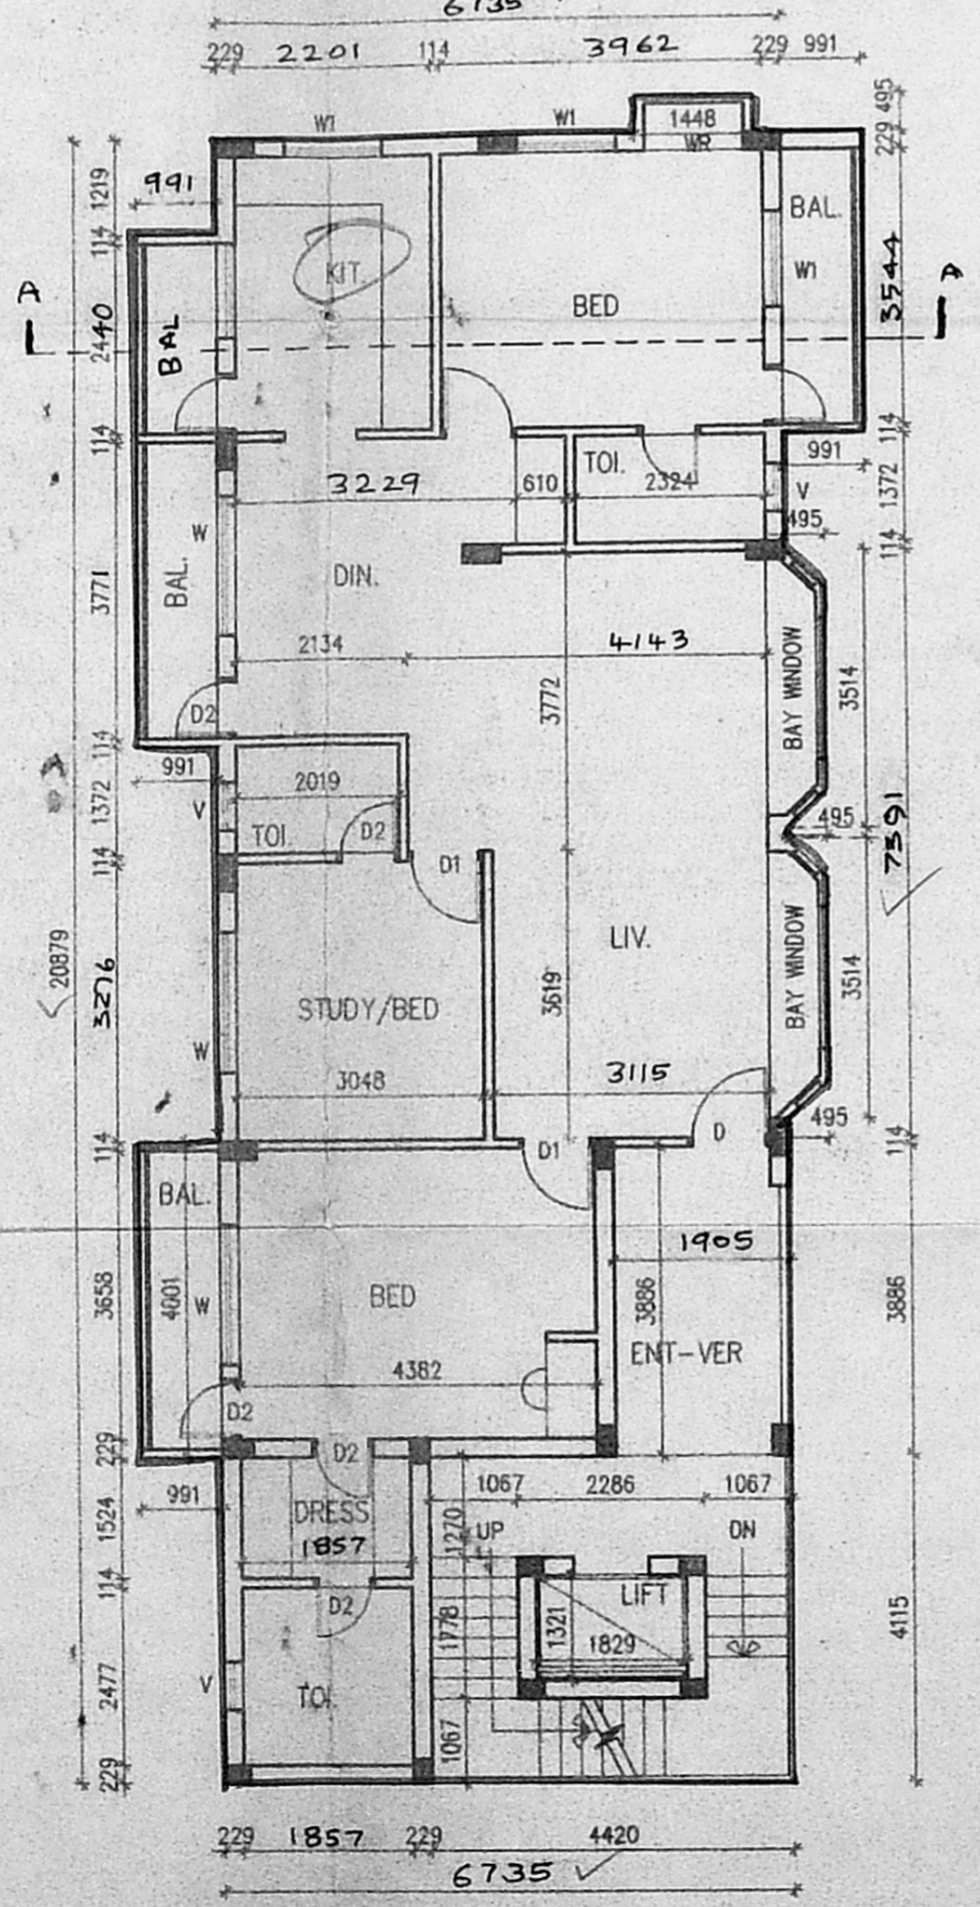 6735
229 2201 114 3962 229 991
495
W1 W1 1448
WR
229
1219
991
BAL.
114
KIT.
W1
3544
A A
BED
2440
BAL
114 114
TOI.
991
3229 610 2324 V 1372
495
W
114
DIN.
BAL.
3771
2134 4143
BAY WINDOW
3772 3514
D2
114
991
2019
V 1372
TOI. D2
495
7391
114
D1
LIV.
BAY WINDOW
20879
3276
3619 3514
STUDY/BED
W
3048 3115
495
D
114 D1 114
BAL.
1905
3658 4001 W
BED
3886 3886
ENT-VER
4382
D2
229 D2
991
1067 2286 1067
1524
DRESS
1270 UP DN
1857
114
D2
LIFT
1778 1321 1829
4115
2477 V
TOI.
1067
229
229 1857 229 4420
6735